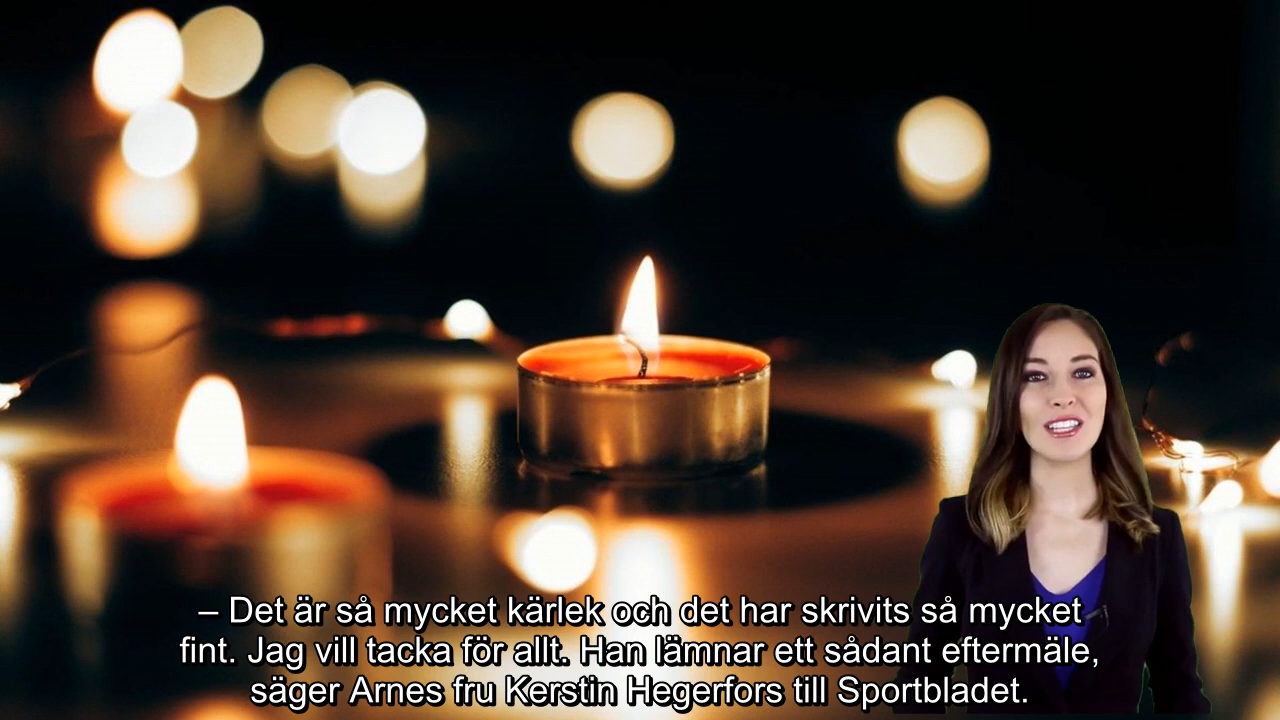 – Det är så mycket kärlek och det har skrivits så mycket
fint. Jag vill tacka för allt. Han lämnar ett sådant eftermäle,
säger Arnes fru Kerstin Hegerfors till Sportbladet.